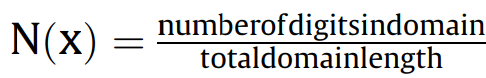 N(x) = numberofdigitsindomain / totaldomainlength